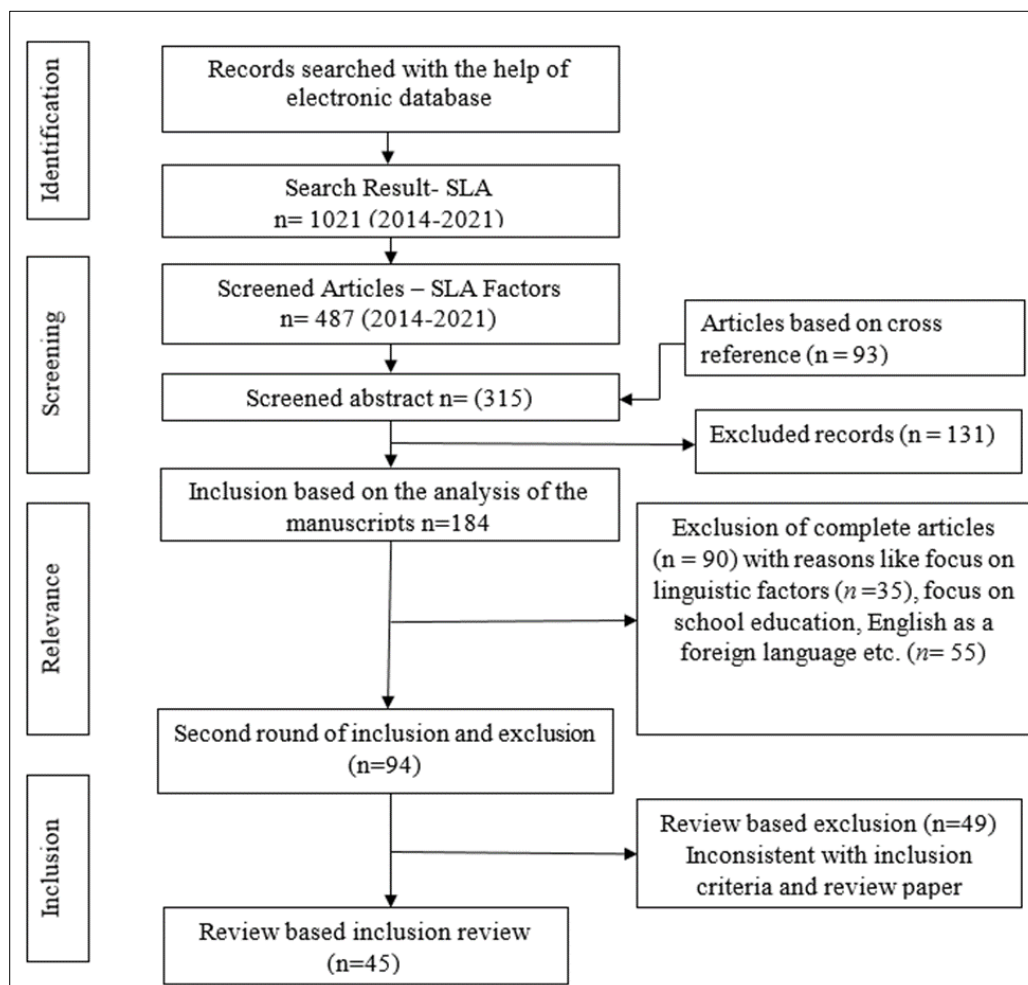 Identification
Records searched with the help of
electronic database
Search Result- SLA
n= 1021 (2014-2021)
Screening
Screened Articles – SLA Factors
n= 487 (2014-2021)
Articles based on cross
reference (n = 93)
Screened abstract n= (315)
Excluded records (n = 131)
Inclusion based on the analysis of the
manuscripts n=184
Relevance
Exclusion of complete articles
(n = 90) with reasons like focus on
linguistic factors (n =35), focus on
school education, English as a
foreign language etc. (n= 55)
Second round of inclusion and exclusion
(n=94)
Inclusion
Review based exclusion (n=49)
Inconsistent with inclusion
criteria and review paper
Review based inclusion review
(n=45)